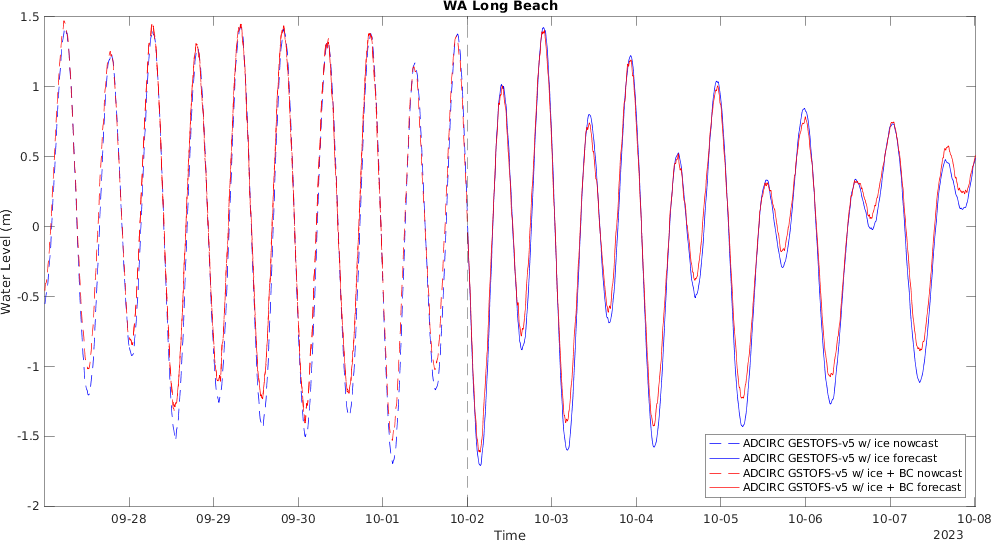 WA Long Beach
1.5
1
0.5
0
-0.5
-1
-1.5
-2
Water Level (m)
09-28 09-29 09-30 10-01 10-02 10-03 10-04 10-05 10-06 10-07 10-08
Time
2023
ADCIRC GESTOFS-v5 w/ ice nowcast
ADCIRC GESTOFS-v5 w/ ice forecast
ADCIRC GSTOFS-v5 w/ ice + BC nowcast
ADCIRC GSTOFS-v5 w/ ice + BC forecast